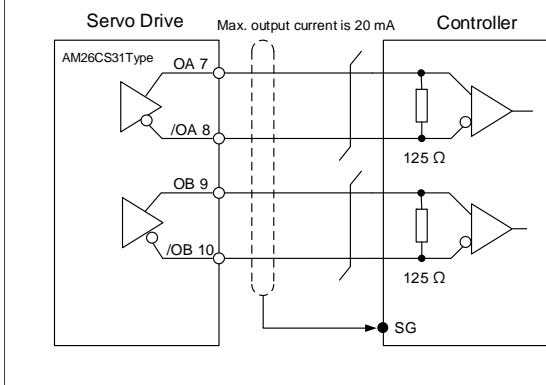 Servo Drive
Max. output current is 20 mA
Controller
AM26CS31Type
OA 7
/OA 8
125 Ω
OB 9
/OB 10
125 Ω
SG